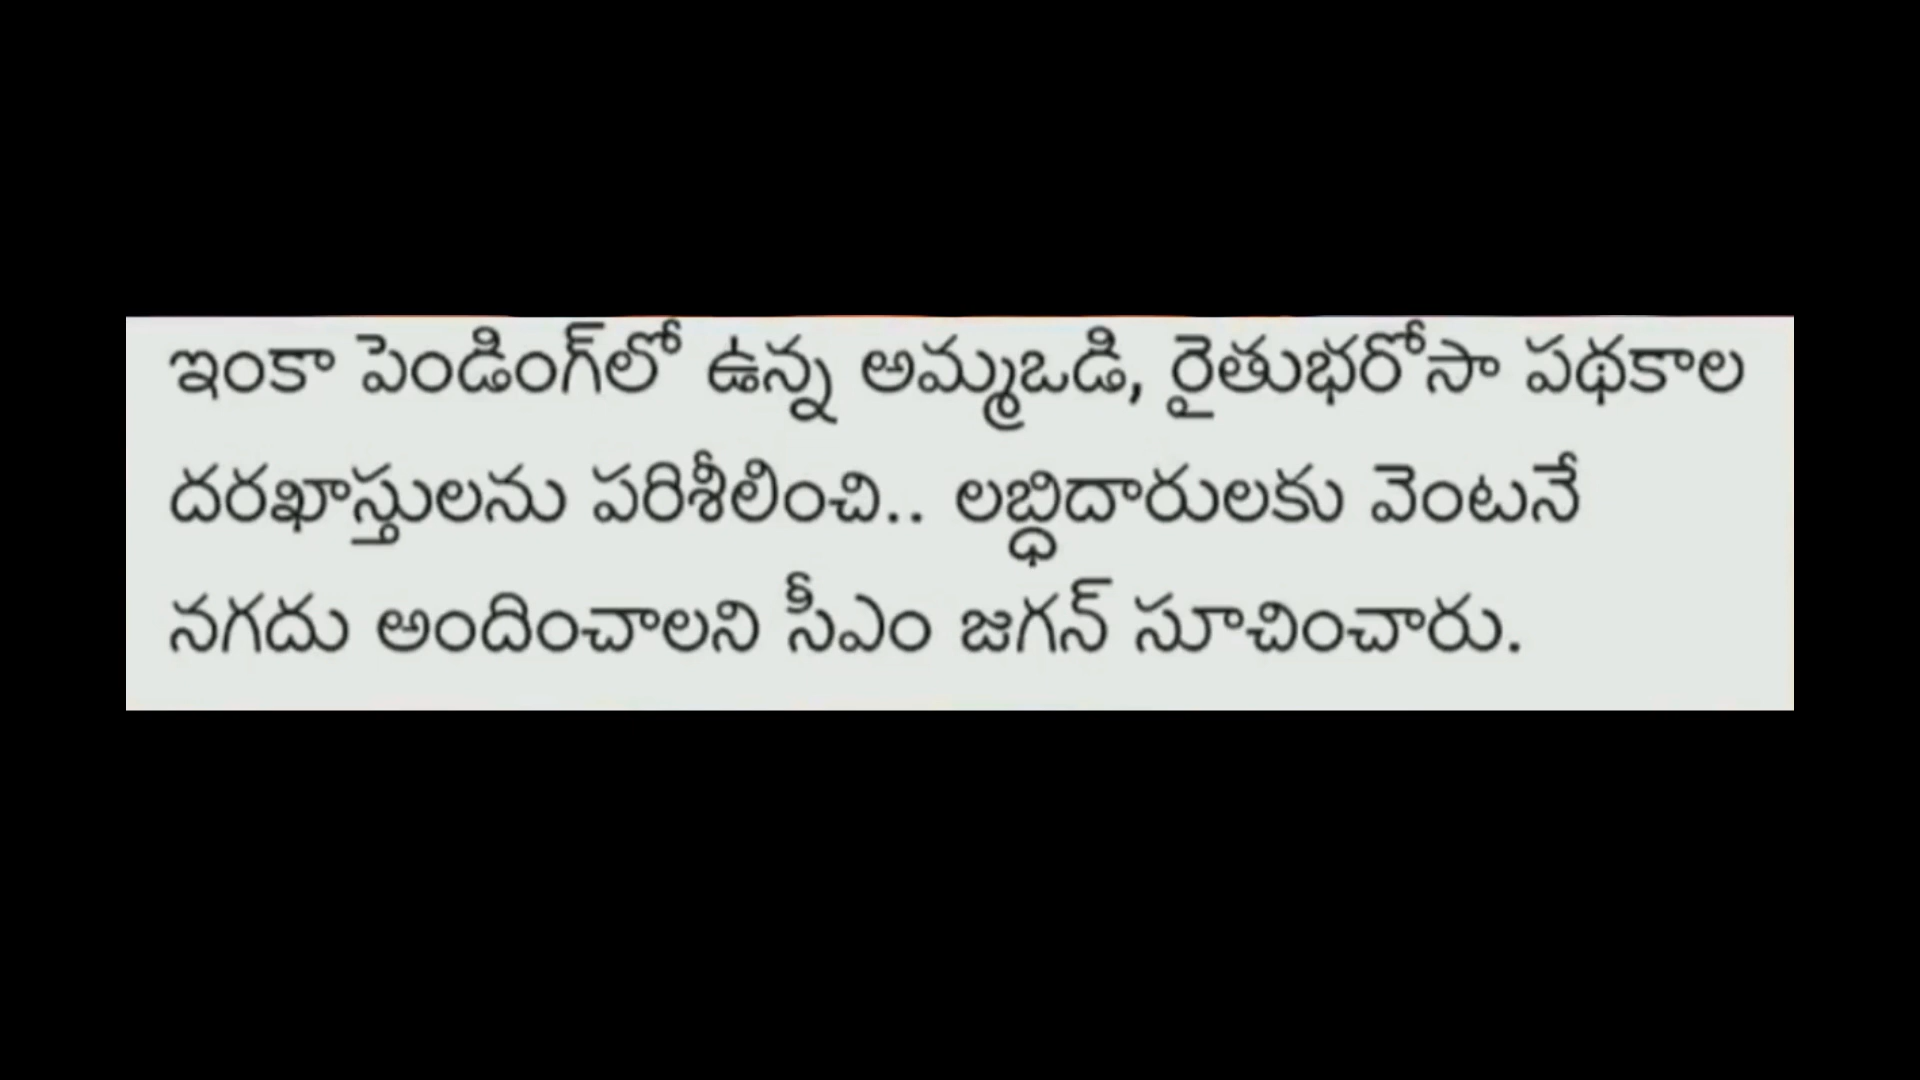 ఇంకా పెండింగ్‌లో ఉన్న అమ్మఒడి, రైతుభరోసా పథకాల
దరఖాస్తులను పరిశీలించి.. లబ్ధిదారులకు వెంటనే
నగదు అందించాలని సీఎం జగన్ సూచించారు.